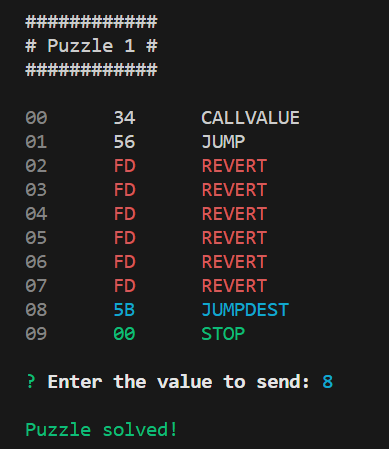 ############
# Puzzle 1 #
############
00 34 CALLVALUE
01 56 JUMP
02 FD REVERT
03 FD REVERT
04 FD REVERT
05 FD REVERT
06 FD REVERT
07 FD REVERT
08 5B JUMPDEST
09 00 STOP
? Enter the value to send: 8
Puzzle solved!